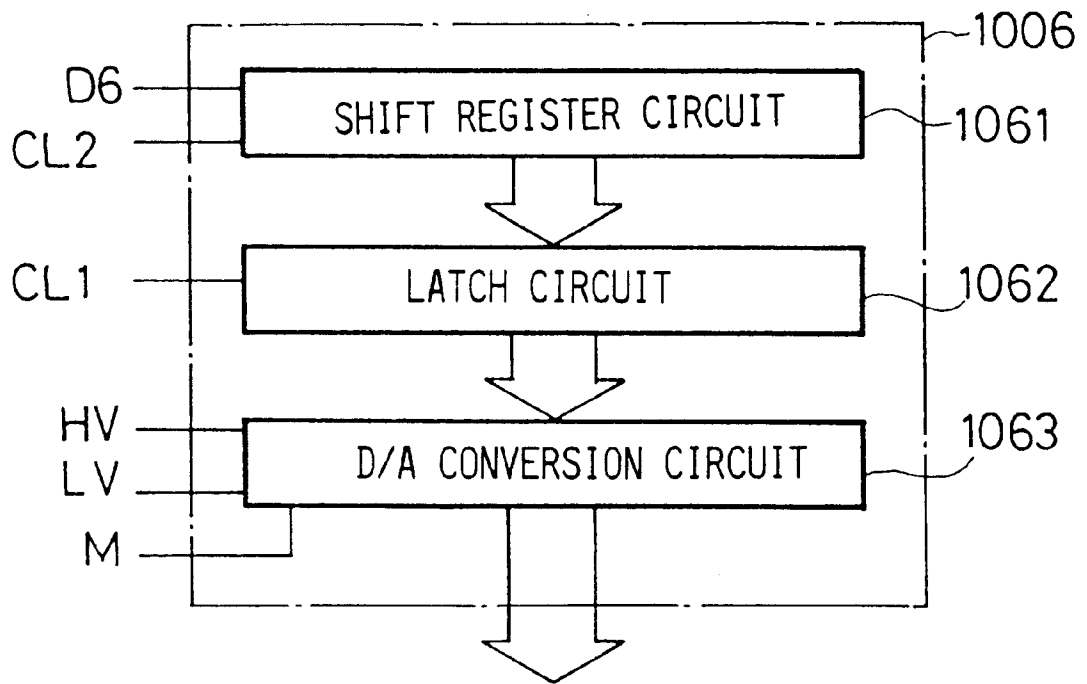 1006
D6
SHIFT REGISTER CIRCUIT
1061
CL2
CL1
LATCH CIRCUIT
1062
HV
D/A CONVERSION CIRCUIT
1063
LV
M